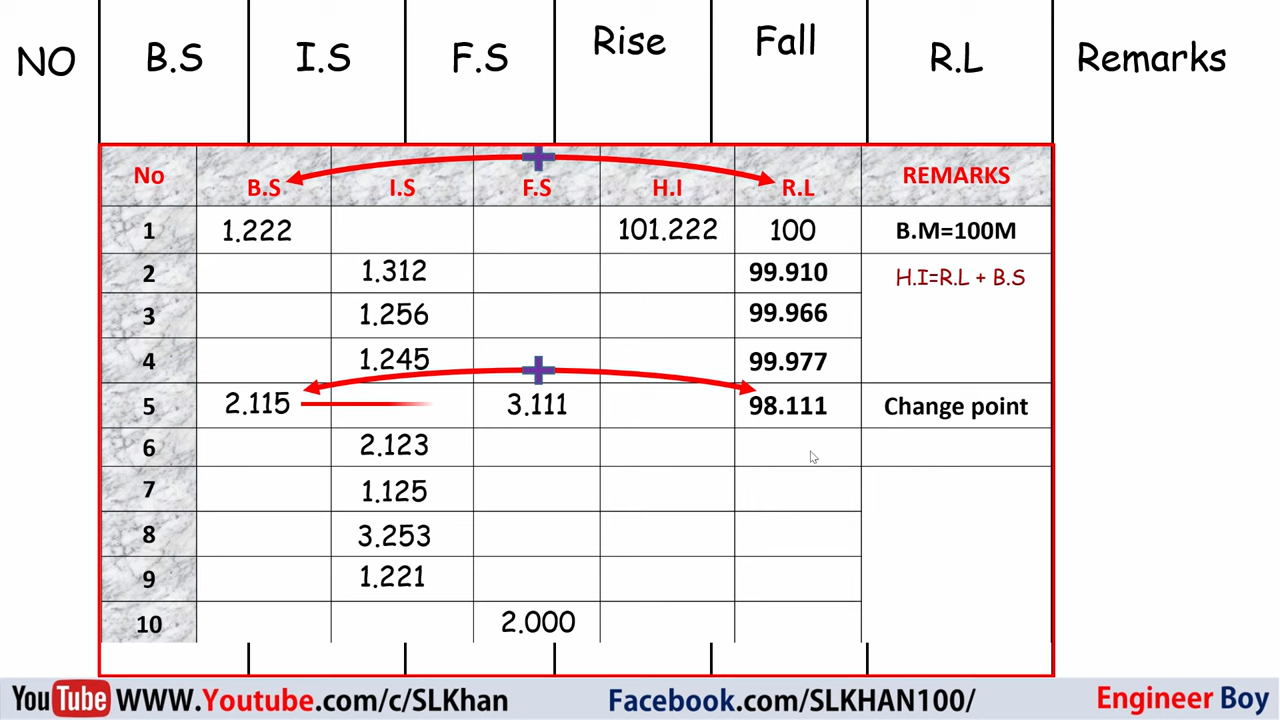 NO B.S I.S F.S Rise Fall R.L Remarks
No B.S I.S F.S H.I R.L REMARKS
1 1.222 101.222 100 B.M=100M
2 1.312 99.910 H.I=R.L + B.S
3 1.256 99.966
4 1.245 99.977
5 2.115 3.111 98.111 Change point
6 2.123
7 1.125
8 3.253
9 1.221
10 2.000
YouTube WWW.Youtube.com/c/SLKhan Facebook.com/SLKHAN100/ Engineer Boy